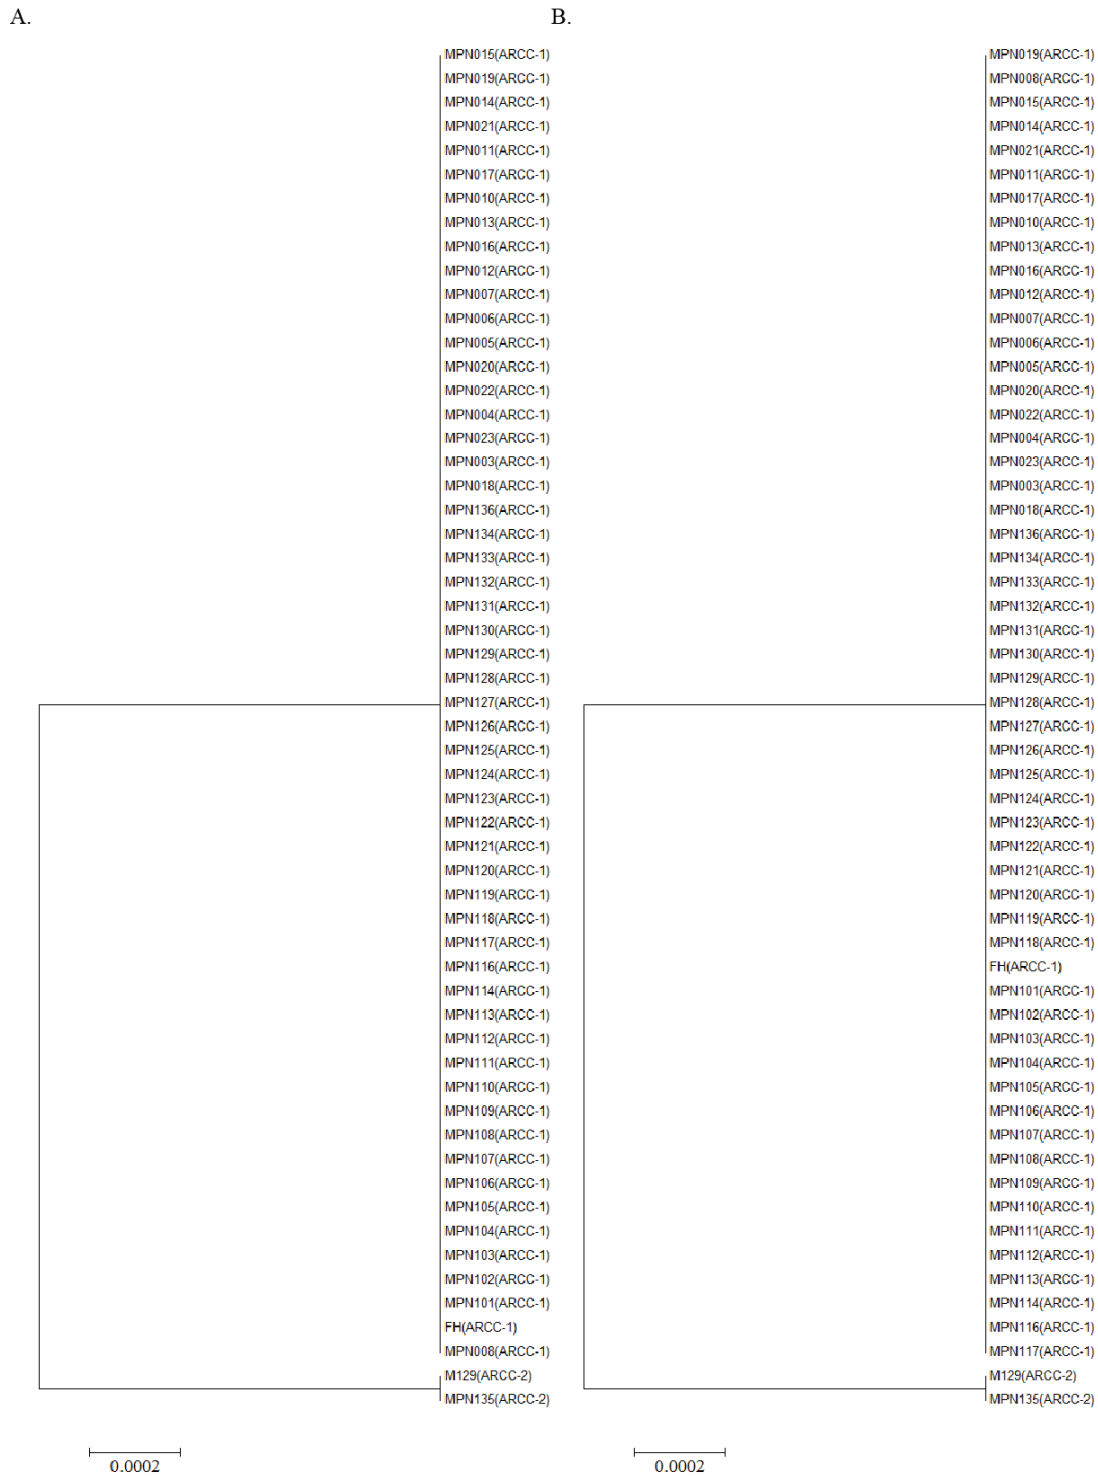 A.
MPN015(ARCC-1)
MPN019(ARCC-1)
MPN014(ARCC-1)
MPN021(ARCC-1)
MPN011(ARCC-1)
MPN017(ARCC-1)
MPN010(ARCC-1)
MPN013(ARCC-1)
MPN016(ARCC-1)
MPN012(ARCC-1)
MPN007(ARCC-1)
MPN006(ARCC-1)
MPN005(ARCC-1)
MPN020(ARCC-1)
MPN022(ARCC-1)
MPN004(ARCC-1)
MPN023(ARCC-1)
MPN003(ARCC-1)
MPN018(ARCC-1)
MPN136(ARCC-1)
MPN134(ARCC-1)
MPN133(ARCC-1)
MPN132(ARCC-1)
MPN131(ARCC-1)
MPN130(ARCC-1)
MPN129(ARCC-1)
MPN128(ARCC-1)
MPN127(ARCC-1)
MPN126(ARCC-1)
MPN125(ARCC-1)
MPN124(ARCC-1)
MPN123(ARCC-1)
MPN122(ARCC-1)
MPN121(ARCC-1)
MPN120(ARCC-1)
MPN119(ARCC-1)
MPN118(ARCC-1)
MPN117(ARCC-1)
MPN116(ARCC-1)
MPN114(ARCC-1)
MPN113(ARCC-1)
MPN112(ARCC-1)
MPN111(ARCC-1)
MPN110(ARCC-1)
MPN109(ARCC-1)
MPN108(ARCC-1)
MPN107(ARCC-1)
MPN106(ARCC-1)
MPN105(ARCC-1)
MPN104(ARCC-1)
MPN103(ARCC-1)
MPN102(ARCC-1)
MPN101(ARCC-1)
FH(ARCC-1)
MPN008(ARCC-1)
M129(ARCC-2)
MPN135(ARCC-2)
0.0002
B.
MPN019(ARCC-1)
MPN008(ARCC-1)
MPN015(ARCC-1)
MPN014(ARCC-1)
MPN021(ARCC-1)
MPN011(ARCC-1)
MPN017(ARCC-1)
MPN010(ARCC-1)
MPN013(ARCC-1)
MPN016(ARCC-1)
MPN012(ARCC-1)
MPN007(ARCC-1)
MPN006(ARCC-1)
MPN005(ARCC-1)
MPN020(ARCC-1)
MPN022(ARCC-1)
MPN004(ARCC-1)
MPN023(ARCC-1)
MPN003(ARCC-1)
MPN018(ARCC-1)
MPN136(ARCC-1)
MPN134(ARCC-1)
MPN133(ARCC-1)
MPN132(ARCC-1)
MPN131(ARCC-1)
MPN130(ARCC-1)
MPN129(ARCC-1)
MPN128(ARCC-1)
MPN127(ARCC-1)
MPN126(ARCC-1)
MPN125(ARCC-1)
MPN124(ARCC-1)
MPN123(ARCC-1)
MPN122(ARCC-1)
MPN121(ARCC-1)
MPN120(ARCC-1)
MPN119(ARCC-1)
MPN118(ARCC-1)
FH(ARCC-1)
MPN101(ARCC-1)
MPN102(ARCC-1)
MPN103(ARCC-1)
MPN104(ARCC-1)
MPN105(ARCC-1)
MPN106(ARCC-1)
MPN107(ARCC-1)
MPN108(ARCC-1)
MPN109(ARCC-1)
MPN110(ARCC-1)
MPN111(ARCC-1)
MPN112(ARCC-1)
MPN113(ARCC-1)
MPN114(ARCC-1)
MPN116(ARCC-1)
MPN117(ARCC-1)
M129(ARCC-2)
MPN135(ARCC-2)
0.0002